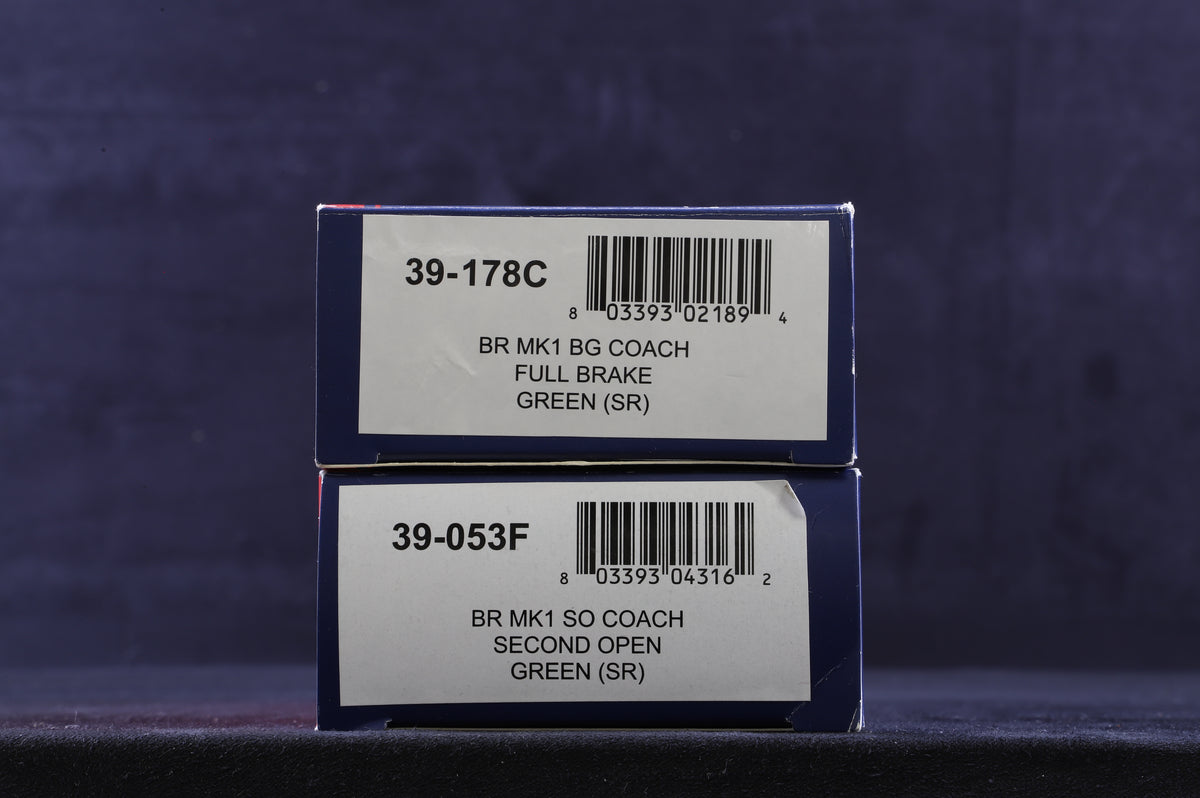 39-178C
8 03393 02189 4
BR MK1 BG COACH
FULL BRAKE
GREEN (SR)
39-053F
8 03393 04316 2
BR MK1 SO COACH
SECOND OPEN
GREEN (SR)